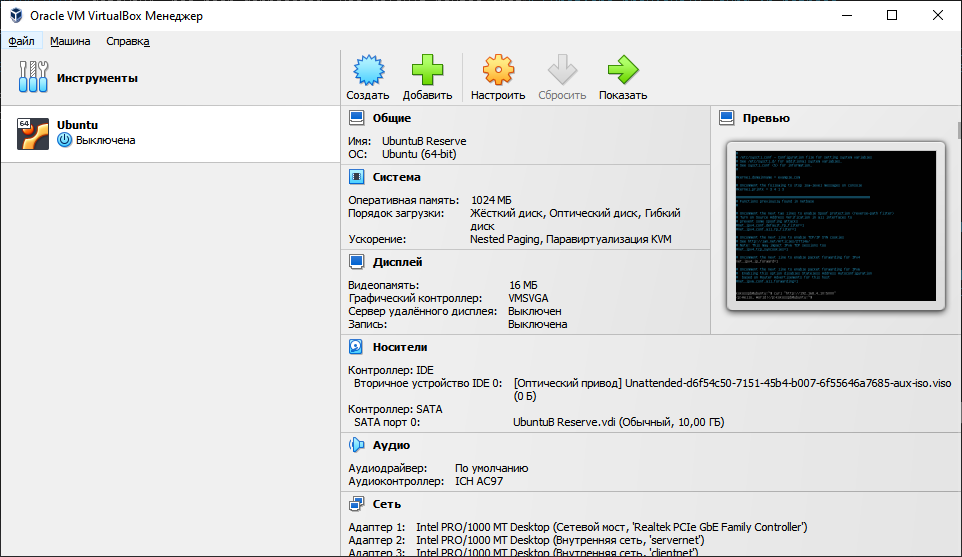 Oracle VM VirtualBox Менеджер
Файл Машина Справка
Инструменты
Создать Добавить Настроить Сбросить Показать
64
Ubuntu
Выключена
Общие
Имя: UbuntuB Reserve
ОС: Ubuntu (64-bit)
Система
Оперативная память: 1024 МБ
Порядок загрузки: Жёсткий диск, Оптический диск, Гибкий
диск
Ускорение: Nested Paging, Паравиртуализация KVM
Дисплей
Видеопамять: 16 МБ
Графический контроллер: VMSVGA
Сервер удалённого дисплея: Выключен
Запись: Выключена
Превью
Носители
Контроллер: IDE
Вторичное устройство IDE 0: [Оптический привод] Unattended-d6f54c50-7151-45b4-b007-6f55646a7685-aux-iso.viso
(0 Б)
Контроллер: SATA
SATA порт 0: UbuntuB Reserve.vdi (Обычный, 10,00 ГБ)
Аудио
Аудиодрайвер: По умолчанию
Аудиоконтроллер: ICH AC97
Сеть
Адаптер 1: Intel PRO/1000 MT Desktop (Сетевой мост, 'Realtek PCIe GbE Family Controller')
Адаптер 2: Intel PRO/1000 MT Desktop (Внутренняя сеть, 'servernet')
Адаптер 3: Intel PRO/1000 MT Desktop (Внутренняя сеть, 'clientnet')